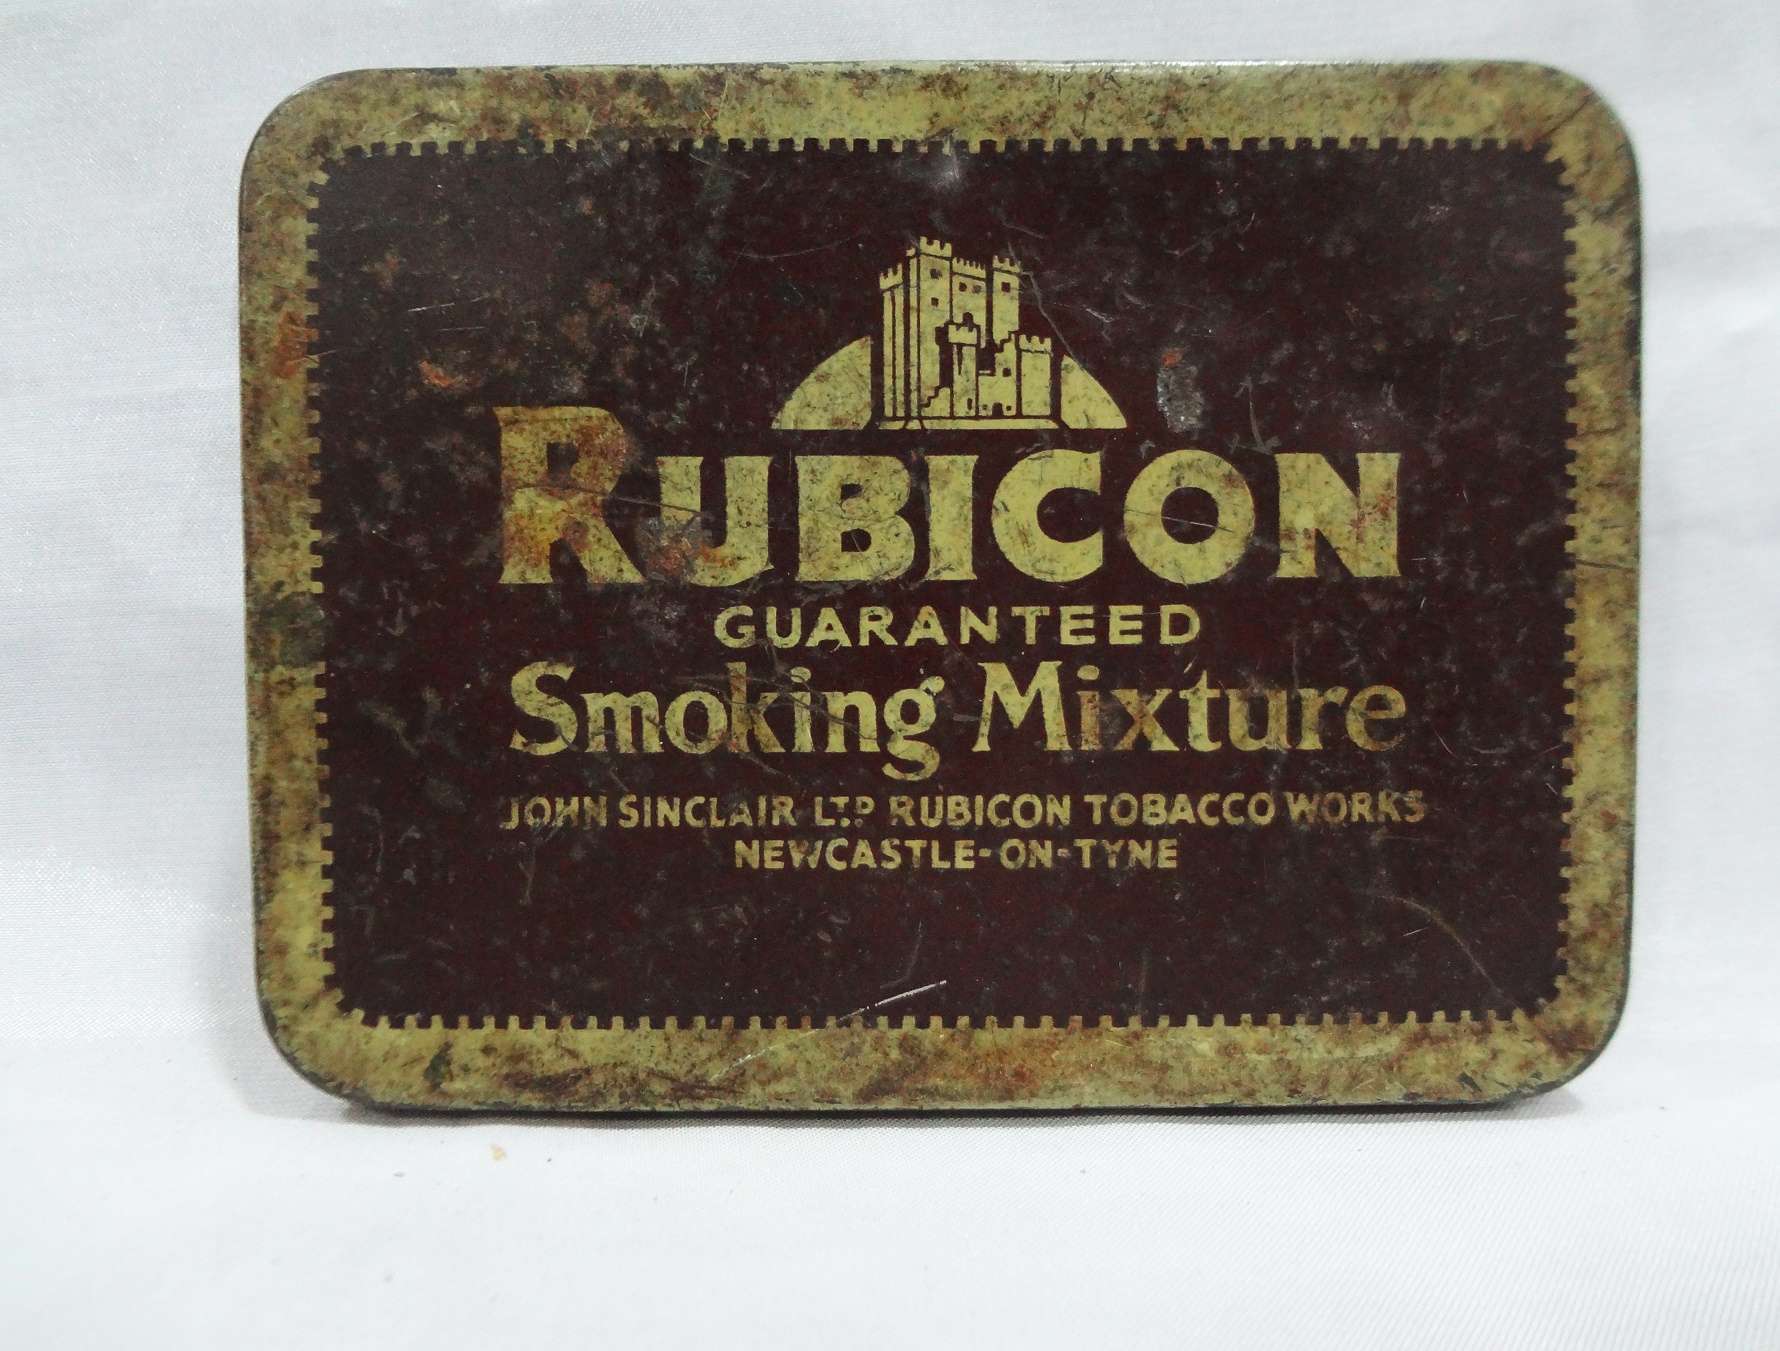 RUBICON
GUARANTEED
Smoking Mixture
JOHN SINCLAIR LTD RUBICON TOBACCO WORKS
NEWCASTLE-ON-TYNE